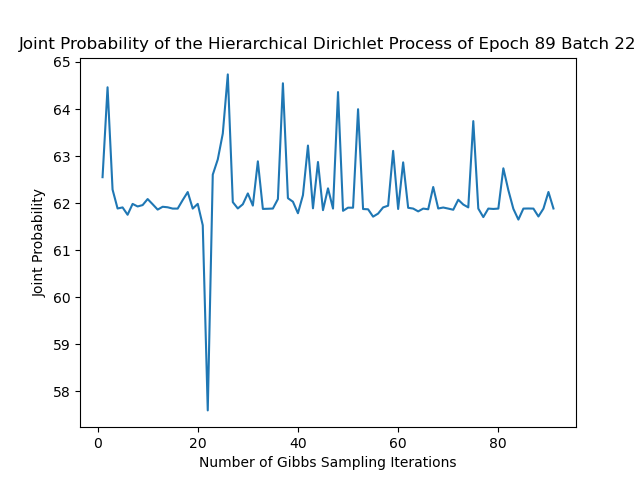 Joint Probability of the Hierarchical Dirichlet Process of Epoch 89 Batch 22
65
64
63
62
61
60
59
58
Joint Probability
0 20 40 60 80
Number of Gibbs Sampling Iterations